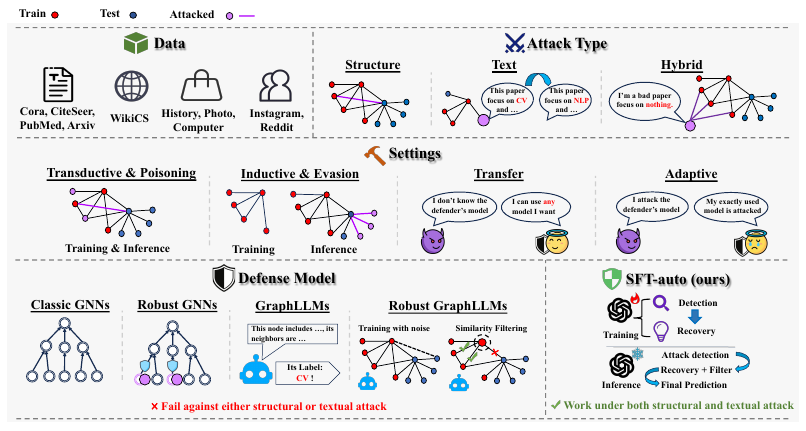 Train Test Attacked
Data
Cora, CiteSeer,
PubMed, Arxiv
WikiCS
History, Photo,
Computer
Instagram,
Reddit
Attack Type
Structure
Text
This paper
focus on CV
and ...
This paper
focus on NLP
and ...
Hybrid
I'm a bad paper
focus on nothing.
Settings
Transductive & Poisoning
Training & Inference
Inductive & Evasion
Training
Inference
Transfer
I don't know the
defender's model
I can use any
model I want
Adaptive
I attack the
defender's model
My exactly used
model is attacked
Defense Model
Classic GNNs
Robust GNNs
GraphLLMs
This node includes ..., its
neighbors are ...
Its Label:
CV !
Robust GraphLLMs
Training with noise
Similarity Filtering
Fail against either structural or textual attack
SFT-auto (ours)
Training
Detection
Recovery
Inference
Attack detection
Recovery + Filter
Final Prediction
Work under both structural and textual attack